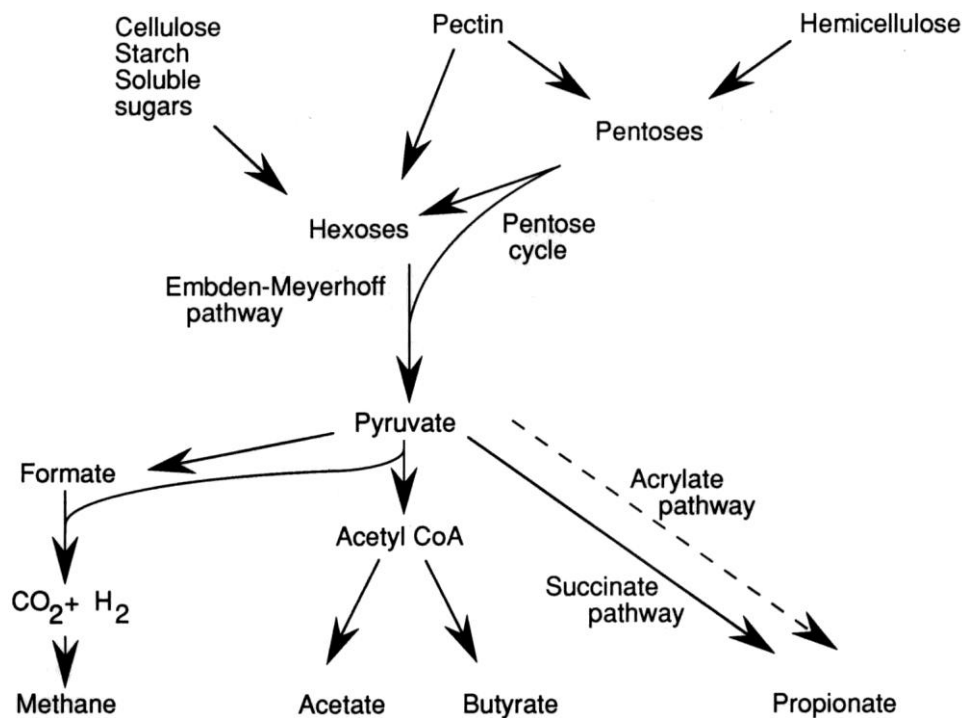 Cellulose
Starch
Soluble
sugars
Pectin
Hemicellulose
Pentoses
Hexoses
Pentose
cycle
Embden-Meyerhoff
pathway
Pyruvate
Formate
Acrylate
pathway
Acetyl CoA
Succinate
pathway
CO2+ H2
Methane
Acetate
Butyrate
Propionate